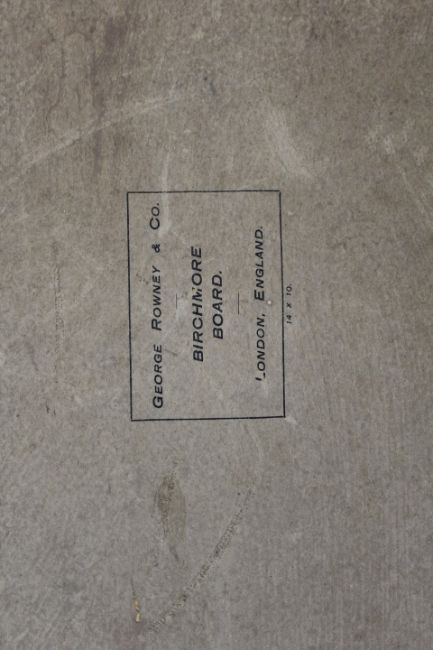 GEORGE ROWNEY & CO.
BIRCHMORE
BOARD.
LONDON, ENGLAND.
14 X 10.